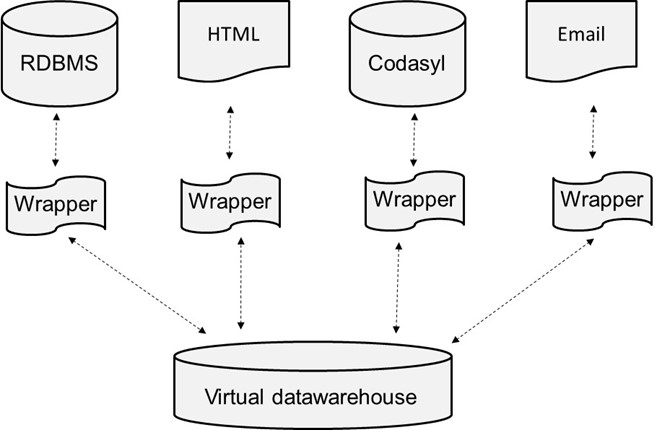 RDBMS
HTML
Codasyl
Email
Wrapper
Wrapper
Wrapper
Wrapper
Virtual datawarehouse